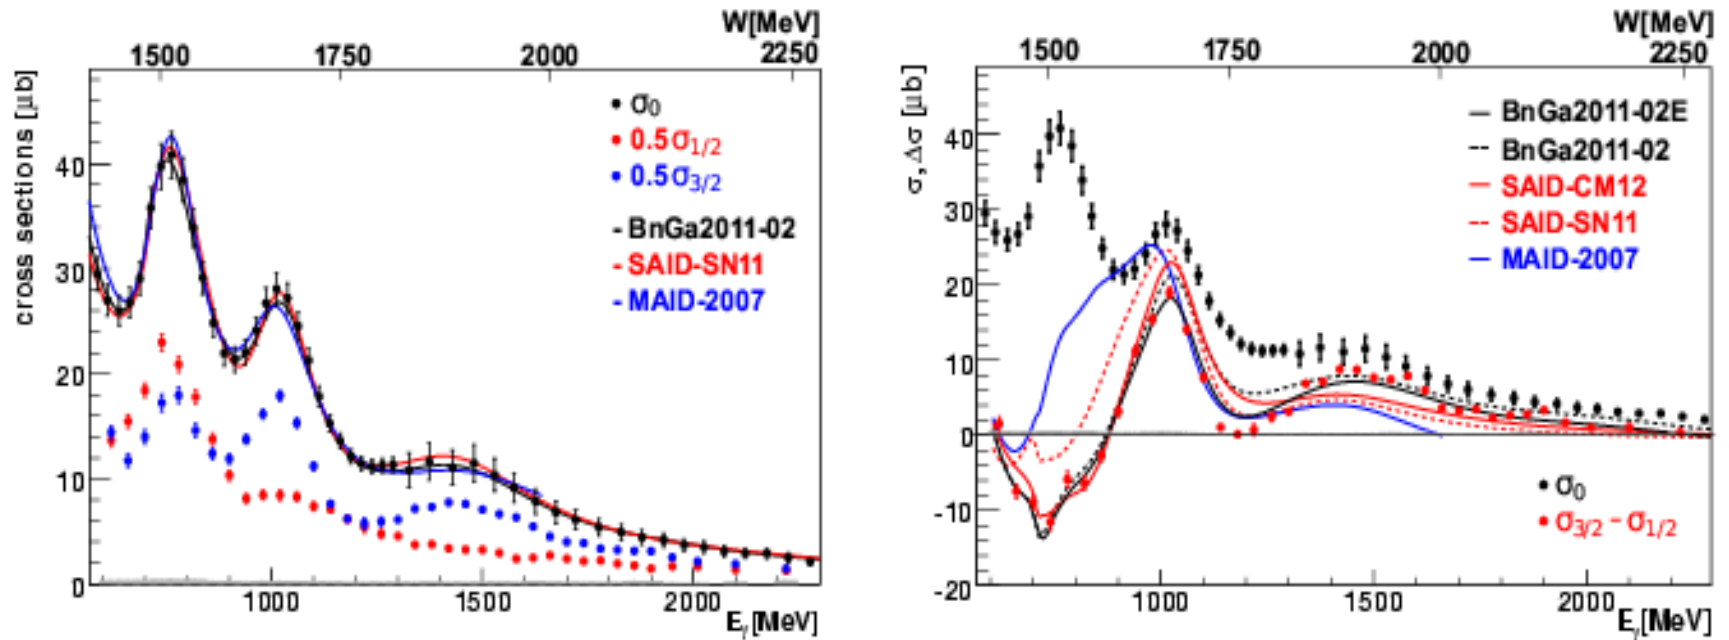 W[MeV]
1500 1750 2000 2250
cross sections [μb]
40
30
20
10
0
σ0
0.5σ1/2
0.5σ3/2
- BnGa2011-02
- SAID-SN11
- MAID-2007
1000 1500 2000
Eγ[MeV]
W[MeV]
1500 1750 2000 2250
σ, Δσ [μb]
40
30
20
10
0
-10
-20
BnGa2011-02E
BnGa2011-02
SAID-CM12
SAID-SN11
MAID-2007
σ0
σ3/2 - σ1/2
1000 1500 2000
Eγ[MeV]